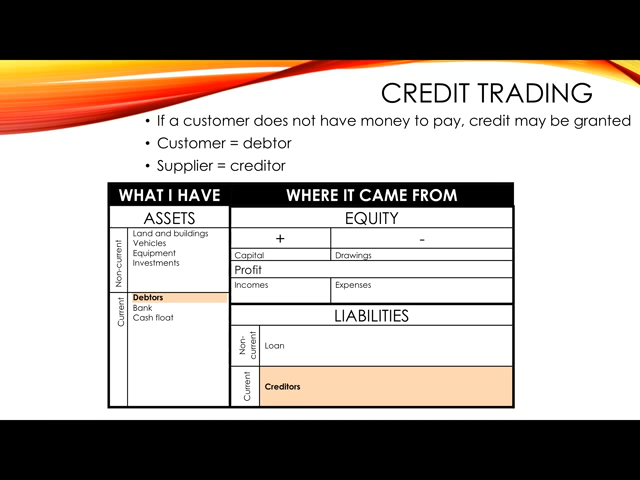 CREDIT TRADING
• If a customer does not have money to pay, credit may be granted
• Customer = debtor
• Supplier = creditor
WHAT I HAVE
WHERE IT CAME FROM
ASSETS
EQUITY
Non-current
Land and buildings
Vehicles
Equipment
Investments
+
-
Capital
Drawings
Profit
Incomes
Expenses
Current
Debtors
Bank
Cash float
LIABILITIES
Non-
current
Loan
Current
Creditors